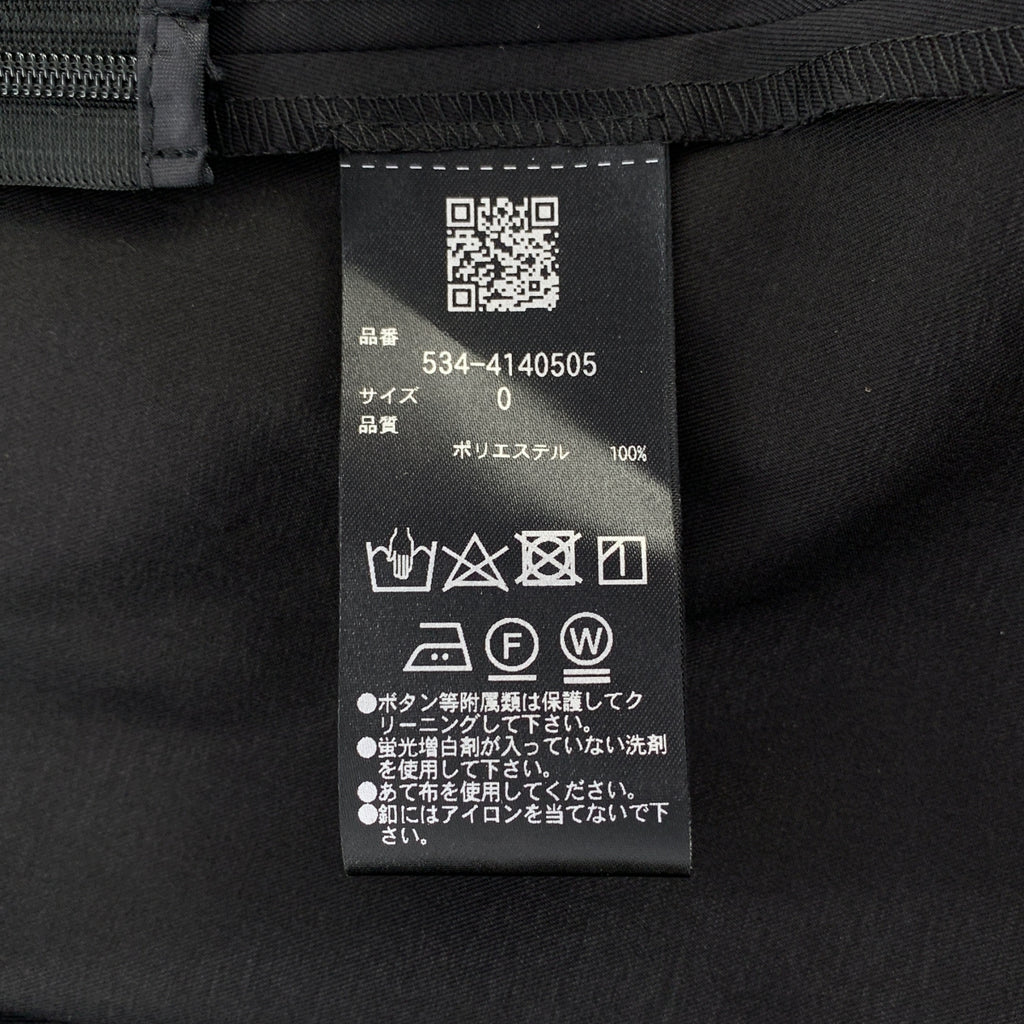 品番
534-4140505
サイズ 0
品質
ポリエステル 100%
F W
●ボタン等附属類は保護してク
リーニングして下さい。
●蛍光増白剤が入っていない洗剤
を使用して下さい。
●あて布を使用してください。
●釦にはアイロンを当てないで下
さい。